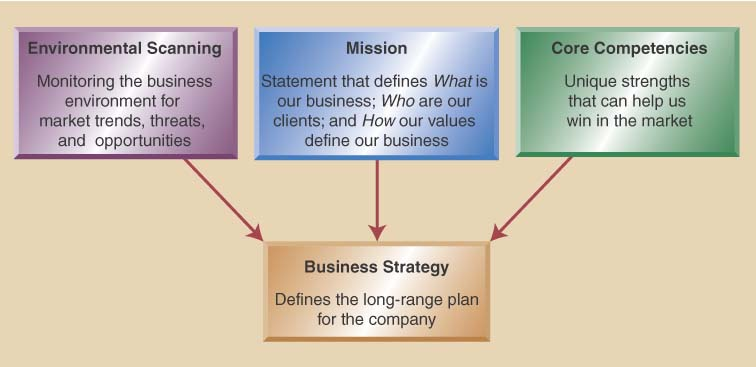 Environmental Scanning
Monitoring the business
environment for
market trends, threats,
and opportunities
Mission
Statement that defines What is
our business; Who are our
clients; and How our values
define our business
Core Competencies
Unique strengths
that can help us
win in the market
Business Strategy
Defines the long-range plan
for the company